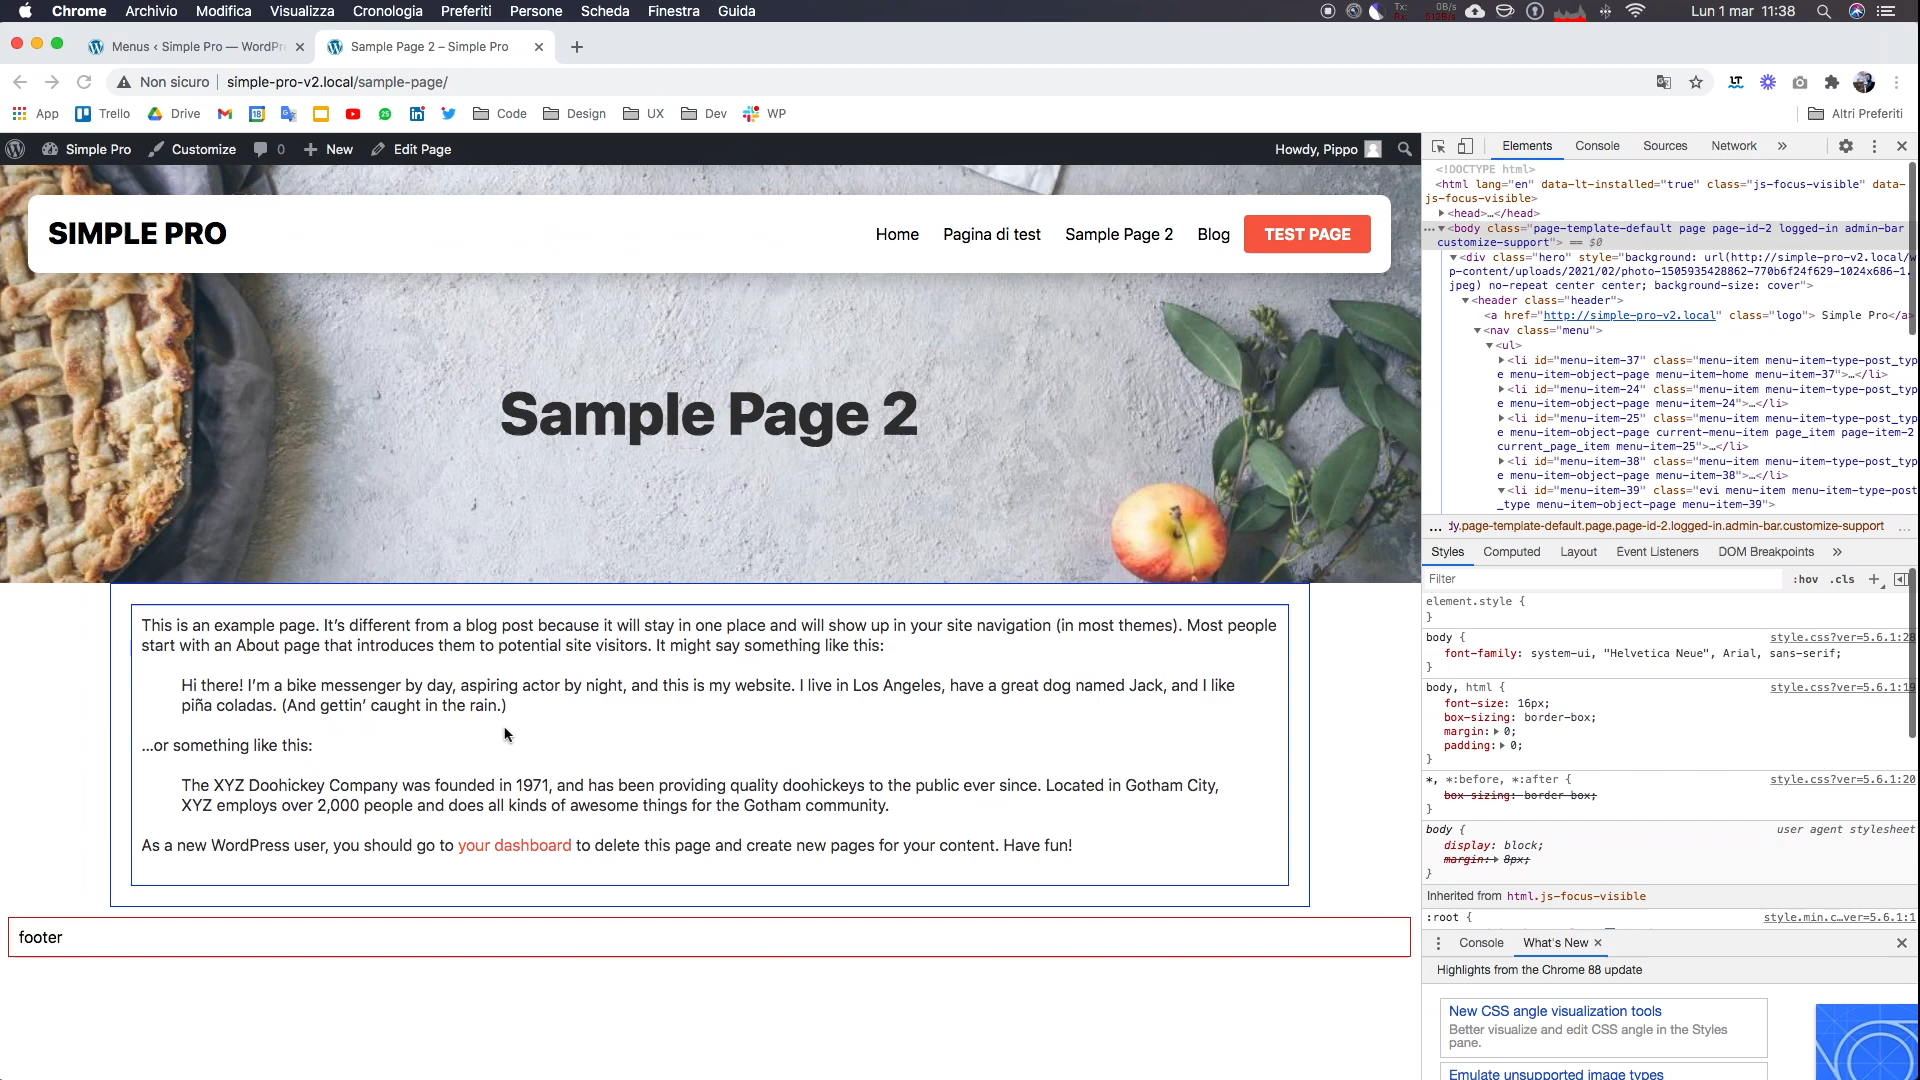 Chrome Archivio Modifica Visualizza Cronologia Preferiti Persone Scheda Finestra Guida
Tx: 0B/s
Rx: 512B/s
Lun 1 mar 11:38
Menus ‹ Simple Pro — WordPr
Sample Page 2 – Simple Pro
Non sicuro simple-pro-v2.local/sample-page/
App Trello Drive Code Design UX Dev WP Altri Preferiti
Simple Pro Customize 0 New Edit Page Howdy, Pippo
SIMPLE PRO
Home Pagina di test Sample Page 2 Blog TEST PAGE
Sample Page 2
This is an example page. It's different from a blog post because it will stay in one place and will show up in your site navigation (in most themes). Most people
start with an About page that introduces them to potential site visitors. It might say something like this:
Hi there! I'm a bike messenger by day, aspiring actor by night, and this is my website. I live in Los Angeles, have a great dog named Jack, and I like
piña coladas. (And gettin' caught in the rain.)
...or something like this:
The XYZ Doohickey Company was founded in 1971, and has been providing quality doohickeys to the public ever since. Located in Gotham City,
XYZ employs over 2,000 people and does all kinds of awesome things for the Gotham community.
As a new WordPress user, you should go to your dashboard to delete this page and create new pages for your content. Have fun!
footer
Elements Console Sources Network »
<!DOCTYPE html>
<html lang="en" data-lt-installed="true" class="js-focus-visible" data-
js-focus-visible>
<head>…</head>
<body class="page-template-default page page-id-2 logged-in admin-bar
customize-support"> == $0
<div class="hero" style="background: url(http://simple-pro-v2.local/w
p-content/uploads/2021/02/photo-1505935428862-770b6f24f629-1024x686-1.
jpeg) no-repeat center center; background-size: cover">
<header class="header">
<a href="http://simple-pro-v2.local" class="logo"> Simple Pro</a>
<nav class="menu">
<ul>
<li id="menu-item-37" class="menu-item menu-item-type-post_typ
e menu-item-object-page menu-item-home menu-item-37">…</li>
<li id="menu-item-24" class="menu-item menu-item-type-post_typ
e menu-item-object-page menu-item-24">…</li>
<li id="menu-item-25" class="menu-item menu-item-type-post_typ
e menu-item-object-page current-menu-item page_item page-item-2
current_page_item menu-item-25">…</li>
<li id="menu-item-38" class="menu-item menu-item-type-post_typ
e menu-item-object-page menu-item-38">…</li>
<li id="menu-item-39" class="evi menu-item menu-item-type-post
_type menu-item-object-page menu-item-39">
... dy.page-template-default.page.page-id-2.logged-in.admin-bar.customize-support ...
Styles Computed Layout Event Listeners DOM Breakpoints »
Filter :hov .cls +
element.style {
}
body { style.css?ver=5.6.1:28
font-family: system-ui, "Helvetica Neue", Arial, sans-serif;
}
body, html { style.css?ver=5.6.1:19
font-size: 16px;
box-sizing: border-box;
margin: 0;
padding: 0;
}
*, *:before, *:after { style.css?ver=5.6.1:20
box-sizing: border-box;
}
body { user agent stylesheet
display: block;
margin: 8px;
}
Inherited from html.js-focus-visible
:root { style.min.c…ver=5.6.1:1
Console What's New
Highlights from the Chrome 88 update
New CSS angle visualization tools
Better visualize and edit CSS angle in the Styles
pane.
Emulate unsupported image types